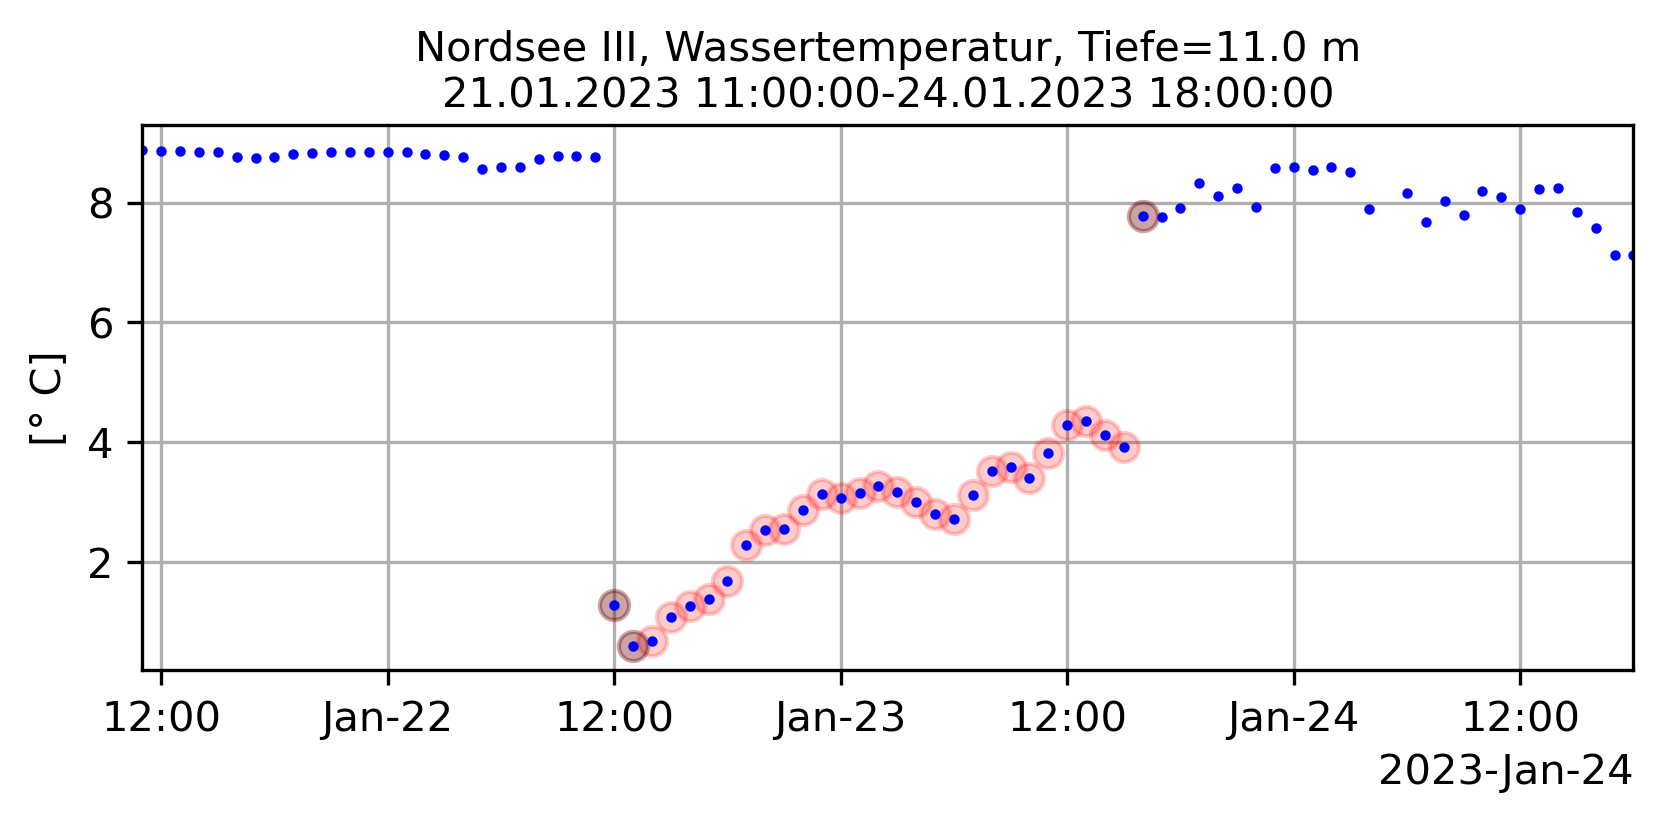 Nordsee III, Wassertemperatur, Tiefe=11.0 m
21.01.2023 11:00:00-24.01.2023 18:00:00
[° C]
8
6
4
2
12:00 Jan-22 12:00 Jan-23 12:00 Jan-24 12:00
2023-Jan-24